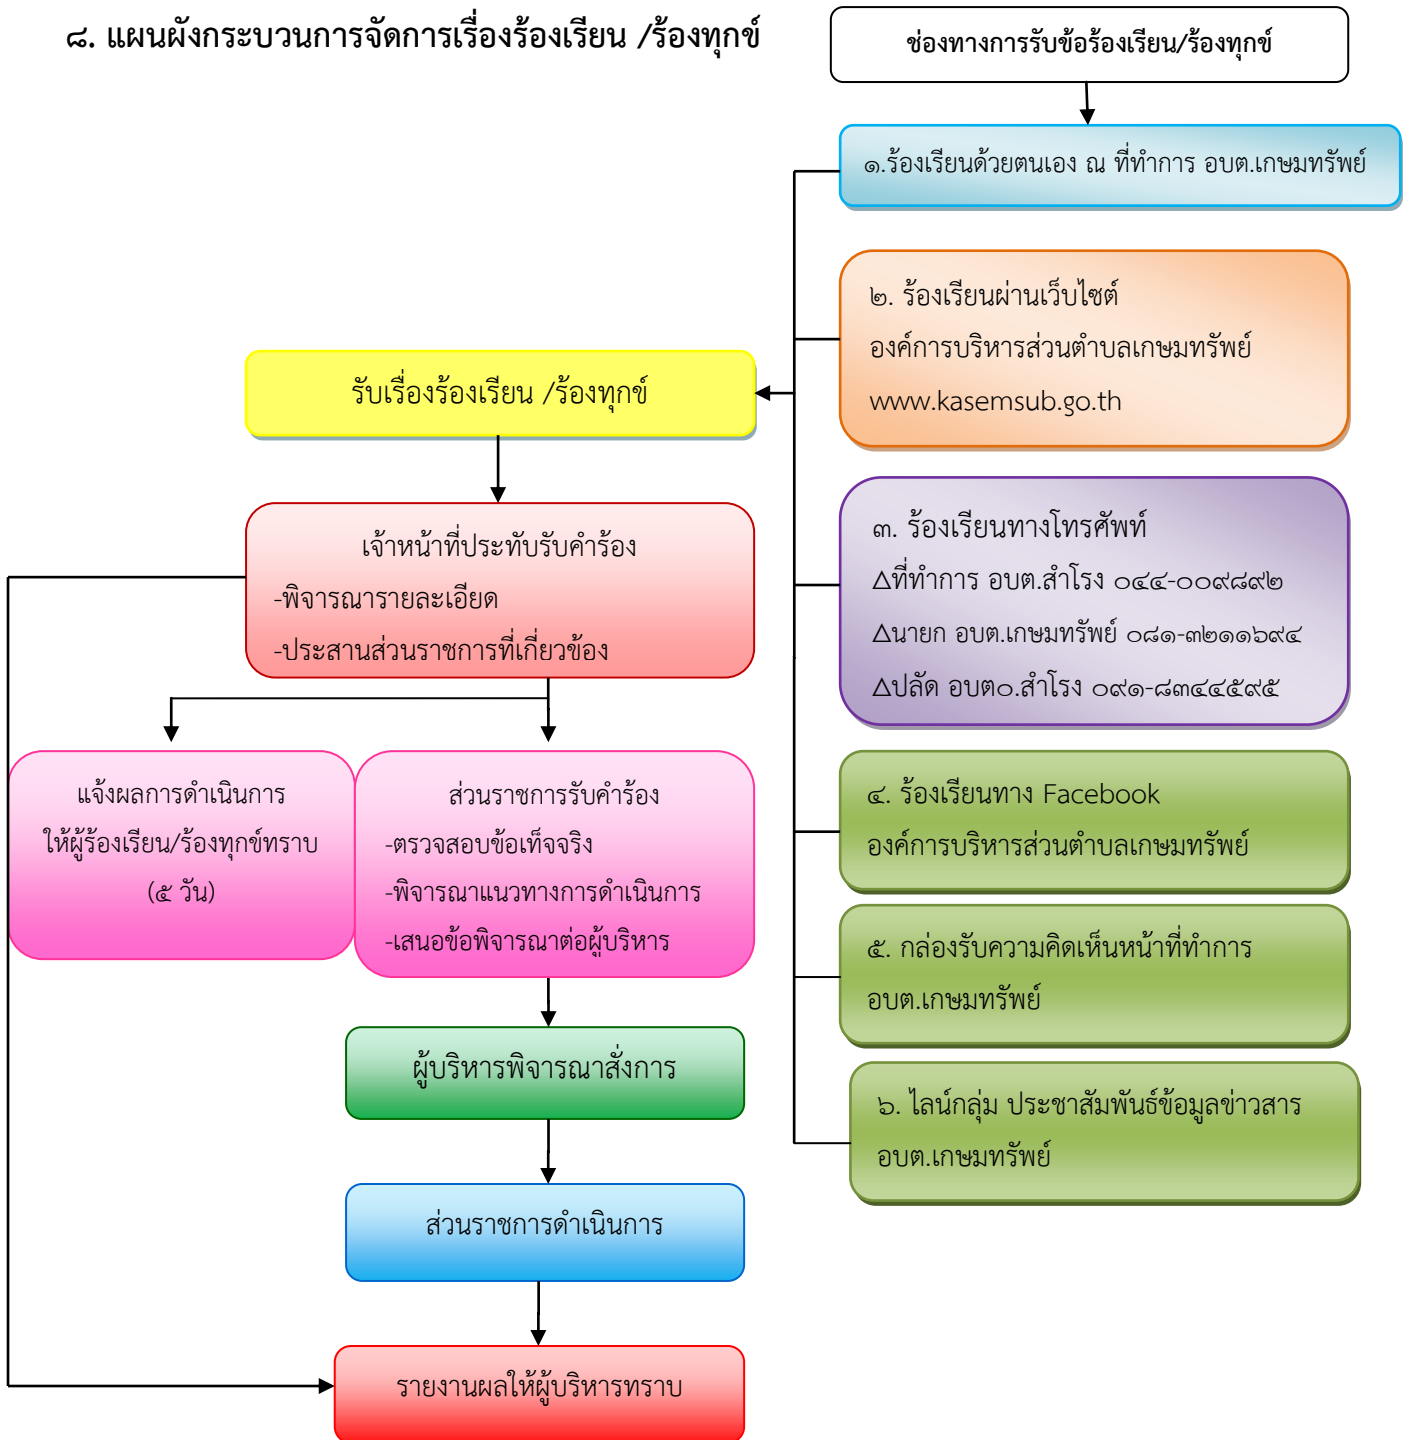 ๘. แผนผังกระบวนการจัดการเรื่องร้องเรียน /ร้องทุกข์
ช่องทางการรับข้อร้องเรียน/ร้องทุกข์
๑.ร้องเรียนด้วยตนเอง ณ ที่ทำการ อบต.เกษมทรัพย์
๒. ร้องเรียนผ่านเว็บไซต์
องค์การบริหารส่วนตำบลเกษมทรัพย์
www.kasemsub.go.th
๓. ร้องเรียนทางโทรศัพท์
△ที่ทำการ อบต.สำโรง ๐๔๔-๐๐๙๘๙๒
△นายก อบต.เกษมทรัพย์ ๐๘๑-๓๒๑๑๖๙๔
△ปลัด อบต๐.สำโรง ๐๙๑-๘๓๔๔๕๙๕
๔. ร้องเรียนทาง Facebook
องค์การบริหารส่วนตำบลเกษมทรัพย์
๕. กล่องรับความคิดเห็นหน้าที่ทำการ
อบต.เกษมทรัพย์
๖. ไลน์กลุ่ม ประชาสัมพันธ์ข้อมูลข่าวสาร
อบต.เกษมทรัพย์
รับเรื่องร้องเรียน /ร้องทุกข์
เจ้าหน้าที่ประทับรับคำร้อง
-พิจารณารายละเอียด
-ประสานส่วนราชการที่เกี่ยวข้อง
แจ้งผลการดำเนินการ
ให้ผู้ร้องเรียน/ร้องทุกข์ทราบ
(๕ วัน)
ส่วนราชการรับคำร้อง
-ตรวจสอบข้อเท็จจริง
-พิจารณาแนวทางการดำเนินการ
-เสนอข้อพิจารณาต่อผู้บริหาร
ผู้บริหารพิจารณาสั่งการ
ส่วนราชการดำเนินการ
รายงานผลให้ผู้บริหารทราบ